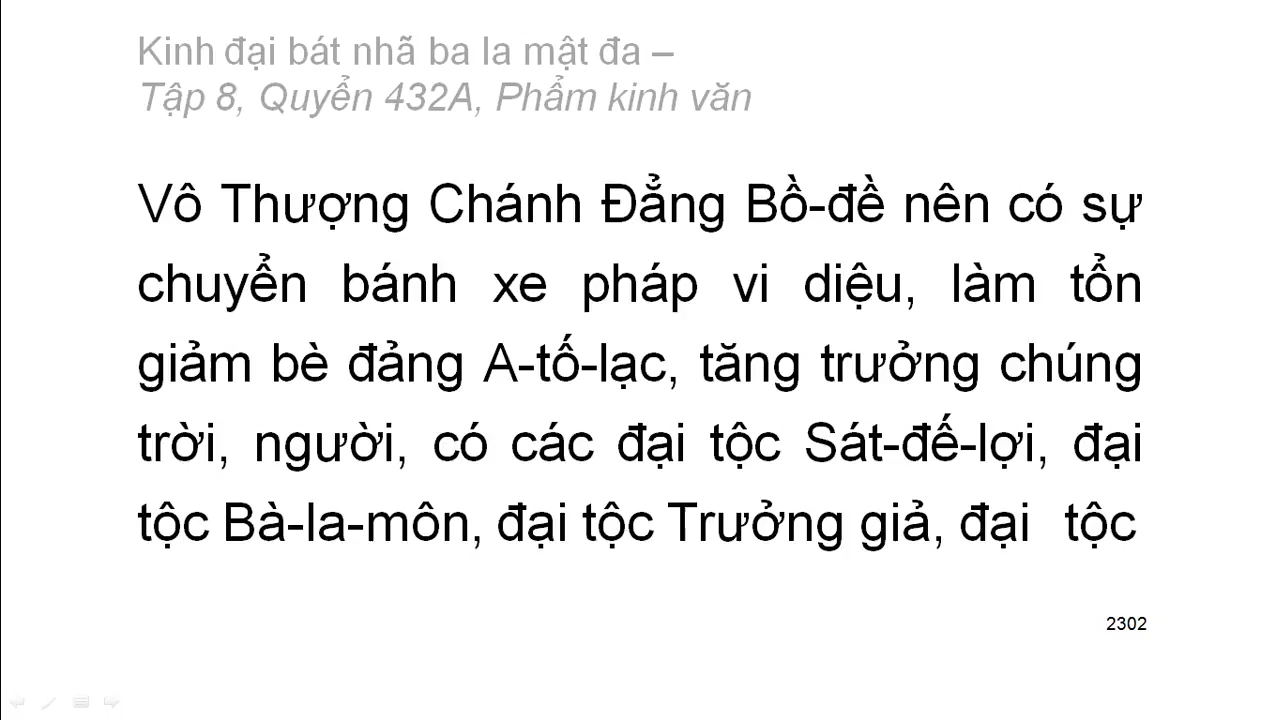 Kinh đại bát nhã ba la mật đa –
Tập 8, Quyển 432A, Phẩm kinh văn
Vô Thượng Chánh Đẳng Bồ-đề nên có sự
chuyển bánh xe pháp vi diệu, làm tổn
giảm bè đảng A-tố-lạc, tăng trưởng chúng
trời, người, có các đại tộc Sát-đế-lợi, đại
tộc Bà-la-môn, đại tộc Trưởng giả, đại tộc
2302